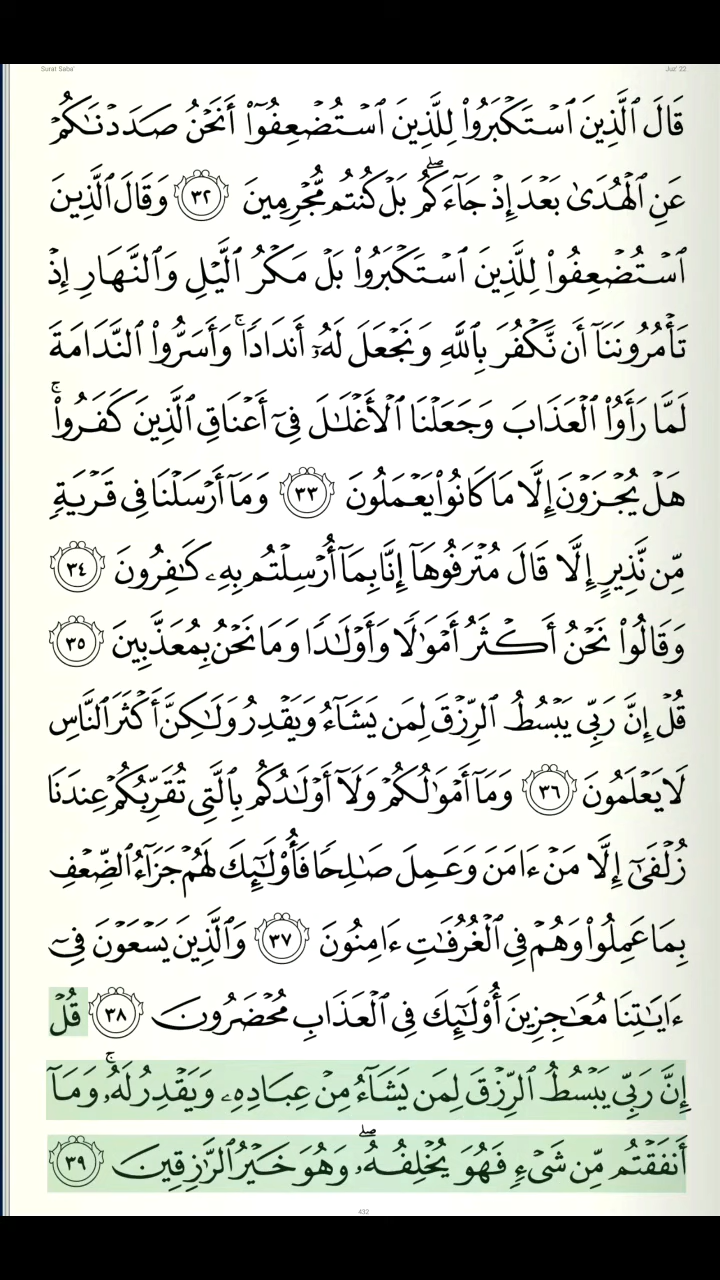 Surat Saba'
Juz' 22
قَالَ ٱلَّذِينَ ٱسْتَكْبَرُوا۟ لِلَّذِينَ ٱسْتُضْعِفُوٓا۟ أَنَحْنُ صَدَدْنَـٰكُمْ
عَنِ ٱلْهُدَىٰ بَعْدَ إِذْ جَآءَكُم ۖ بَلْ كُنتُم مُّجْرِمِينَ ٣٢ وَقَالَ ٱلَّذِينَ
ٱسْتُضْعِفُوا۟ لِلَّذِينَ ٱسْتَكْبَرُوا۟ بَلْ مَكْرُ ٱلَّيْلِ وَٱلنَّهَارِ إِذْ
تَأْمُرُونَنَآ أَن نَّكْفُرَ بِٱللَّهِ وَنَجْعَلَ لَهُۥٓ أَندَادًا ۚ وَأَسَرُّوا۟ ٱلنَّدَامَةَ
لَمَّا رَأَوُا۟ ٱلْعَذَابَ وَجَعَلْنَا ٱلْأَغْلَـٰلَ فِىٓ أَعْنَاقِ ٱلَّذِينَ كَفَرُوا۟ ۚ
هَلْ يُجْزَوْنَ إِلَّا مَا كَانُوا۟ يَعْمَلُونَ ٣٣ وَمَآ أَرْسَلْنَا فِى قَرْيَةٍ
مِّن نَّذِيرٍ إِلَّا قَالَ مُتْرَفُوهَآ إِنَّا بِمَآ أُرْسِلْتُم بِهِۦ كَـٰفِرُونَ ٣٤
وَقَالُوا۟ نَحْنُ أَكْثَرُ أَمْوَٰلًا وَأَوْلَـٰدًا وَمَا نَحْنُ بِمُعَذَّبِينَ ٣٥
قُلْ إِنَّ رَبِّى يَبْسُطُ ٱلرِّزْقَ لِمَن يَشَآءُ وَيَقْدِرُ وَلَـٰكِنَّ أَكْثَرَ ٱلنَّاسِ
لَا يَعْلَمُونَ ٣٦ وَمَآ أَمْوَٰلُكُمْ وَلَآ أَوْلَـٰدُكُم بِٱلَّتِى تُقَرِّبُكُمْ عِندَنَا
زُلْفَىٰٓ إِلَّا مَنْ ءَامَنَ وَعَمِلَ صَـٰلِحًا فَأُو۟لَـٰٓئِكَ لَهُمْ جَزَآءُ ٱلضِّعْفِ
بِمَا عَمِلُوا۟ وَهُمْ فِى ٱلْغُرُفَـٰتِ ءَامِنُونَ ٣٧ وَٱلَّذِينَ يَسْعَوْنَ فِىٓ
ءَايَـٰتِنَا مُعَـٰجِزِينَ أُو۟لَـٰٓئِكَ فِى ٱلْعَذَابِ مُحْضَرُونَ ٣٨ قُلْ
إِنَّ رَبِّى يَبْسُطُ ٱلرِّزْقَ لِمَن يَشَآءُ مِنْ عِبَادِهِۦ وَيَقْدِرُ لَهُۥ ۚ وَمَآ
أَنفَقْتُم مِّن شَىْءٍ فَهُوَ يُخْلِفُهُۥ ۖ وَهُوَ خَيْرُ ٱلرَّٰزِقِينَ ٣٩
432